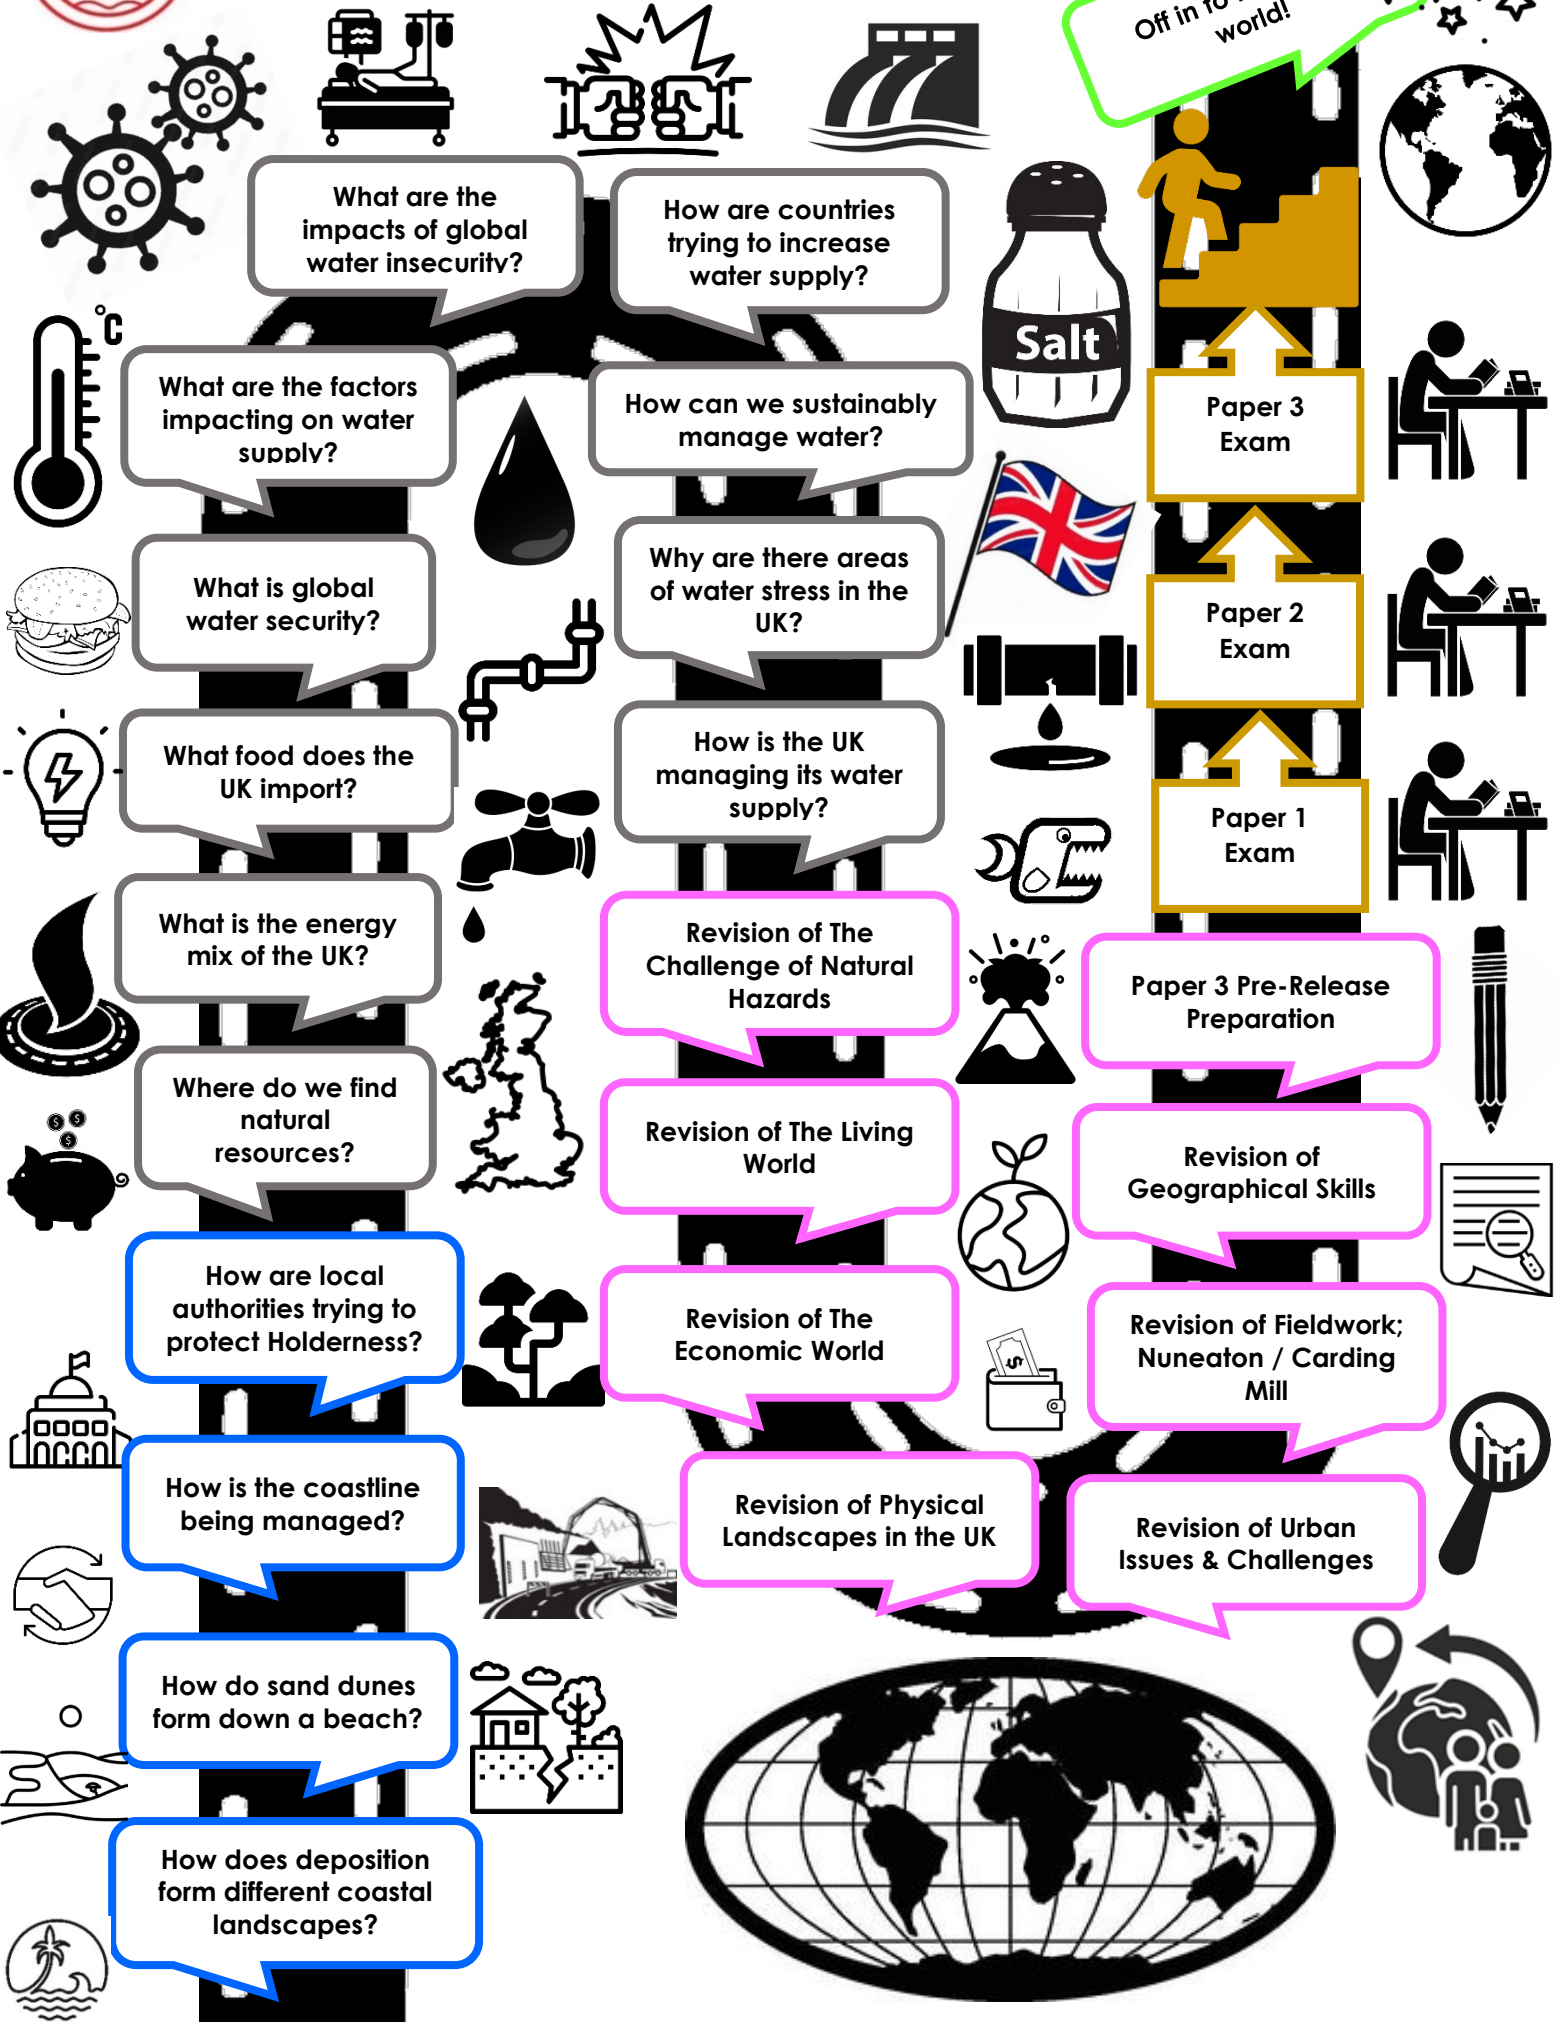 Off in to
world!
What are the
impacts of global
water insecurity?
How are countries
trying to increase
water supply?
°C
Salt
What are the factors
impacting on water
supply?
How can we sustainably
manage water?
Paper 3
Exam
What is global
water security?
Why are there areas
of water stress in the
UK?
Paper 2
Exam
What food does the
UK import?
How is the UK
managing its water
supply?
Paper 1
Exam
What is the energy
mix of the UK?
Revision of The
Challenge of Natural
Hazards
Paper 3 Pre-Release
Preparation
Where do we find
natural
resources?
Revision of The Living
World
Revision of
Geographical Skills
How are local
authorities trying to
protect Holderness?
Revision of The
Economic World
Revision of Fieldwork;
Nuneaton / Carding
Mill
How is the coastline
being managed?
Revision of Physical
Landscapes in the UK
Revision of Urban
Issues & Challenges
How do sand dunes
form down a beach?
How does deposition
form different coastal
landscapes?